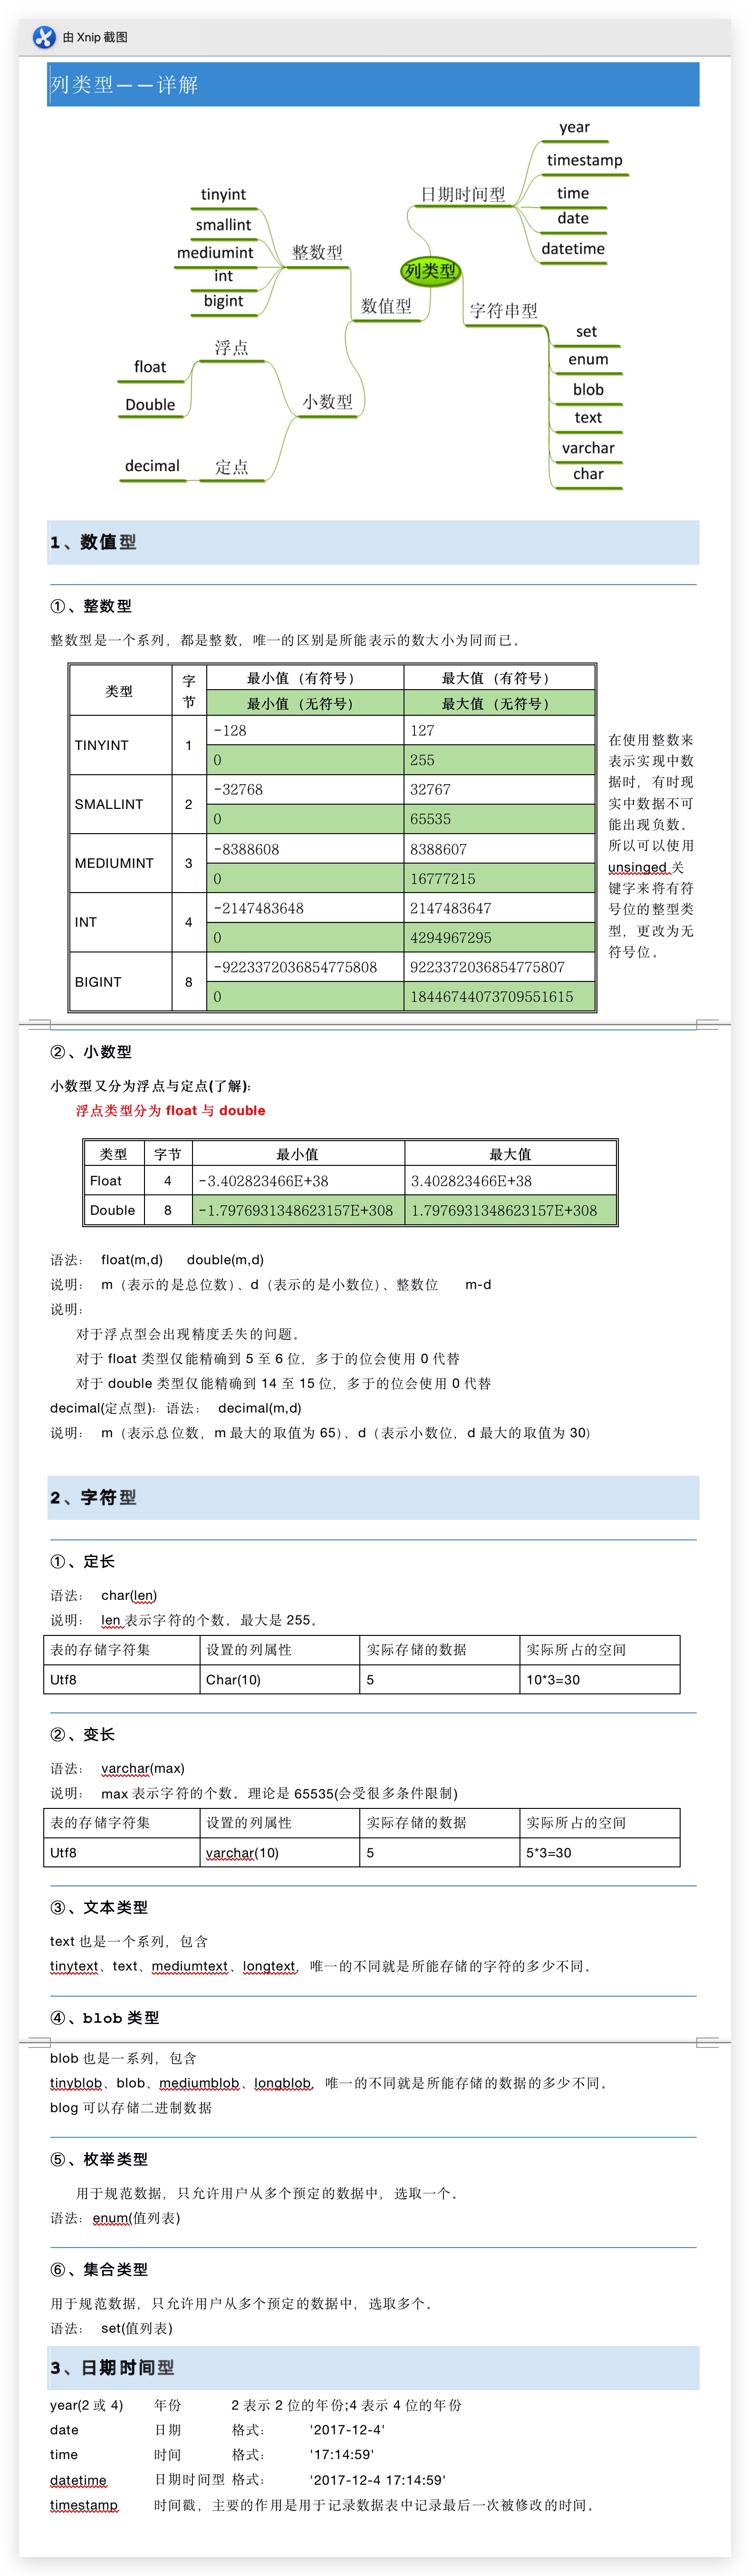 由 Xnip 截图
列类型——详解
year
timestamp
time
date
datetime
日期时间型
列类型
tinyint
smallint
mediumint
int
bigint
整数型
数值型
字符串型
set
enum
blob
text
varchar
char
浮点
float
Double
小数型
decimal
定点
1、数值型
①、整数型
整数型是一个系列，都是整数，唯一的区别是所能表示的数大小为同而已。
类型 字节 最小值（有符号） 最大值（有符号）
最小值（无符号） 最大值（无符号）
TINYINT 1 -128 127
0 255
SMALLINT 2 -32768 32767
0 65535
MEDIUMINT 3 -8388608 8388607
0 16777215
INT 4 -2147483648 2147483647
0 4294967295
BIGINT 8 -9223372036854775808 9223372036854775807
0 18446744073709551615
在使用整数来
表示实现中数
据时，有时现
实中数据不可
能出现负数。
所以可以使用
unsinged 关
键字来将有符
号位的整型类
型，更改为无
符号位。
②、小数型
小数型又分为浮点与定点(了解)：
浮点类型分为 float 与 double
类型 字节 最小值 最大值
Float 4 -3.402823466E+38 3.402823466E+38
Double 8 -1.7976931348623157E+308 1.7976931348623157E+308
语法： float(m,d) double(m,d)
说明： m（表示的是总位数）、d（表示的是小数位）、整数位 m-d
说明：
对于浮点型会出现精度丢失的问题。
对于 float 类型仅能精确到 5 至 6 位，多于的位会使用 0 代替
对于 double 类型仅能精确到 14 至 15 位，多于的位会使用 0 代替
decimal(定点型)：语法： decimal(m,d)
说明： m（表示总位数，m 最大的取值为 65）、d（表示小数位，d 最大的取值为 30）
2、字符型
①、定长
语法： char(len)
说明： len 表示字符的个数，最大是 255。
表的存储字符集 设置的列属性 实际存储的数据 实际所占的空间
Utf8 Char(10) 5 10*3=30
②、变长
语法： varchar(max)
说明： max 表示字符的个数。理论是 65535(会受很多条件限制)
表的存储字符集 设置的列属性 实际存储的数据 实际所占的空间
Utf8 varchar(10) 5 5*3=30
③、文本类型
text 也是一个系列，包含
tinytext、text、mediumtext、longtext，唯一的不同就是所能存储的字符的多少不同。
④、blob 类型
blob 也是一系列，包含
tinyblob、blob、mediumblob、longblob，唯一的不同就是所能存储的数据的多少不同。
blog 可以存储二进制数据
⑤、枚举类型
用于规范数据，只允许用户从多个预定的数据中，选取一个。
语法：enum(值列表)
⑥、集合类型
用于规范数据，只允许用户从多个预定的数据中，选取多个。
语法： set(值列表)
3、日期时间型
year(2 或 4) 年份 2 表示 2 位的年份;4 表示 4 位的年份
date 日期 格式： '2017-12-4'
time 时间 格式： '17:14:59'
datetime 日期时间型 格式： '2017-12-4 17:14:59'
timestamp 时间戳，主要的作用是用于记录数据表中记录最后一次被修改的时间。